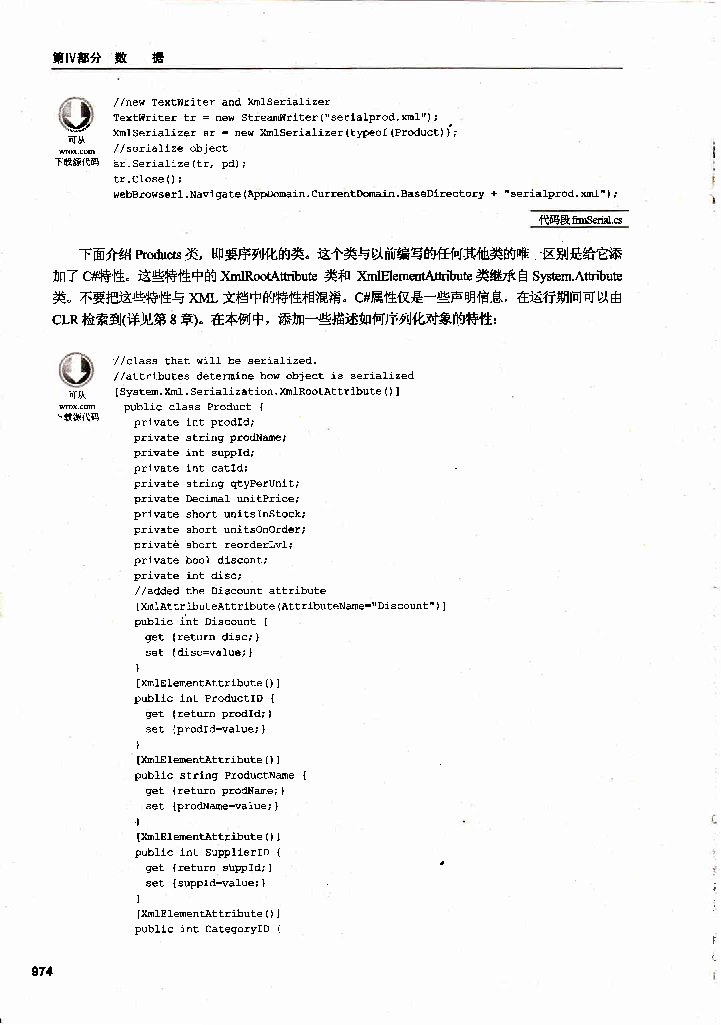 第IV部分 数 据
//new TextWriter and XmlSerializer
TextWriter tr = new StreamWriter("serialprod.xml");
XmlSerializer sr = new XmlSerializer(typeof(Product));
可从
wrox.com
下载源代码
//serialize object
sr.Serialize(tr, pd);
tr.Close();
webBrowser1.Navigate(AppDomain.CurrentDomain.BaseDirectory + "serialprod.xml");
代码段 frmSerial.cs
下面介绍 Products 类，即要序列化的类。这个类与以前编写的任何其他类的唯一区别是给它添
加了 C#特性。这些特性中的 XmlRootAttribute 类和 XmlElementAttribute 类继承自 System.Attribute
类。不要把这些特性与 XML 文档中的特性相混淆。C#属性仅是一些声明信息，在运行期间可以由
CLR 检索到(详见第 8 章)。在本例中，添加一些描述如何序列化对象的特性：
//class that will be serialized.
//attributes determine how object is serialized
可从
wrox.com
下载源代码
[System.Xml.Serialization.XmlRootAttribute()]
public class Product {
private int prodId;
private string prodName;
private int suppId;
private int catId;
private string qtyPerUnit;
private Decimal unitPrice;
private short unitsInStock;
private short unitsOnOrder;
private short reorderLvl;
private bool discont;
private int disc;
//added the Discount attribute
[XmlAttributeAttribute(AttributeName="Discount")]
public int Discount {
get {return disc;}
set {disc=value;}
}
[XmlElementAttribute()]
public int ProductID {
get {return prodId;}
set {prodId=value;}
}
[XmlElementAttribute()]
public string ProductName {
get {return prodName;}
set {prodName=value;}
}
[XmlElementAttribute()]
public int SupplierID {
get {return suppId;}
set {suppId=value;}
}
[XmlElementAttribute()]
public int CategoryID {
974